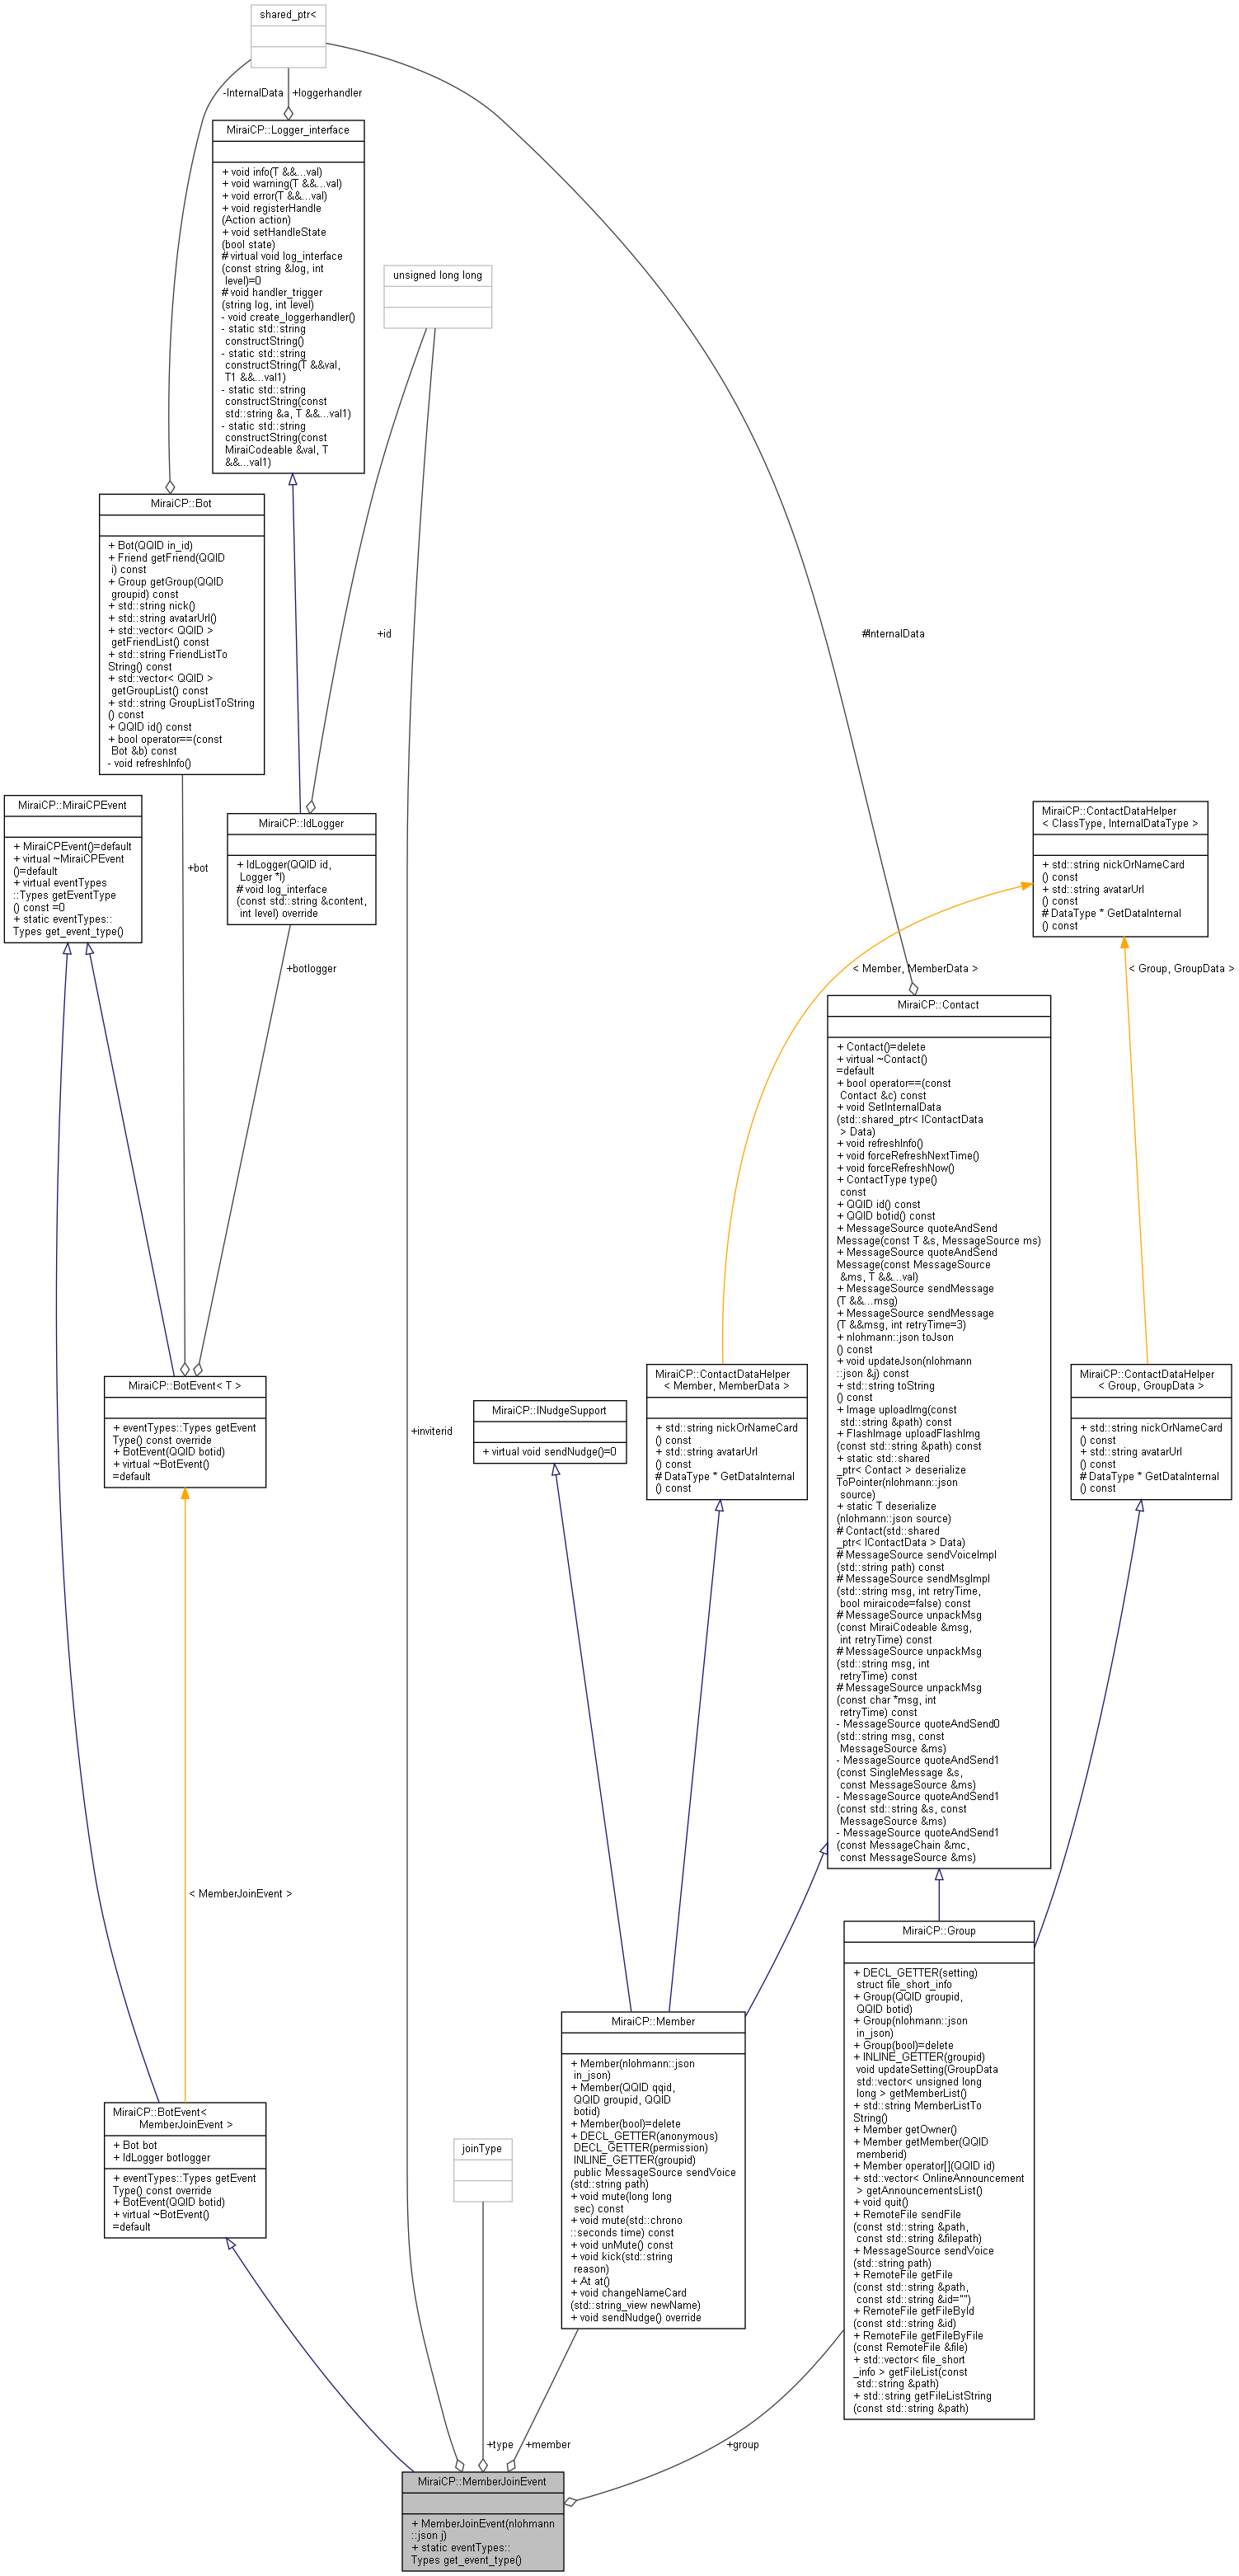 shared_ptr<
-InternalData
+loggerhandler
MiraiCP::Logger_interface
+ void info(T &&...val)
+ void warning(T &&...val)
+ void error(T &&...val)
+ void registerHandle
(Action action)
+ void setHandleState
(bool state)
# virtual void log_interface
(const string &log, int
level)=0
# void handler_trigger
(string log, int level)
- void create_loggerhandler()
- static std::string
constructString()
- static std::string
constructString(T &&val,
T1 &&...val1)
- static std::string
constructString(const
std::string &a, T &&...val1)
- static std::string
constructString(const
MiraiCodeable &val, T
&&...val1)
unsigned long long
MiraiCP::Bot
+ Bot(QQID in_id)
+ Friend getFriend(QQID
i) const
+ Group getGroup(QQID
groupid) const
+ std::string nick()
+ std::string avatarUrl()
+ std::vector< QQID >
getFriendList() const
+ std::string FriendListTo
String() const
+ std::vector< QQID >
getGroupList() const
+ std::string GroupListToString
() const
+ QQID id() const
+ bool operator==(const
Bot &b) const
- void refreshInfo()
+id
#InternalData
MiraiCP::MiraiCPEvent
+ MiraiCPEvent()=default
+ virtual ~MiraiCPEvent
()=default
+ virtual eventTypes
::Types getEventType
() const =0
+ static eventTypes::
Types get_event_type()
+bot
MiraiCP::IdLogger
+ IdLogger(QQID id,
Logger *l)
# void log_interface
(const std::string &content,
int level) override
+botlogger
MiraiCP::ContactDataHelper
< ClassType, InternalDataType >
+ std::string nickOrNameCard
() const
+ std::string avatarUrl
() const
# DataType * GetDataInternal
() const
< Member, MemberData >
< Group, GroupData >
MiraiCP::Contact
+ Contact()=delete
+ virtual ~Contact()
=default
+ bool operator==(const
Contact &c) const
+ void SetInternalData
(std::shared_ptr< IContactData
> Data)
+ void refreshInfo()
+ void forceRefreshNextTime()
+ void forceRefreshNow()
+ ContactType type()
const
+ QQID id() const
+ QQID botid() const
+ MessageSource quoteAndSend
Message(const T &s, MessageSource ms)
+ MessageSource quoteAndSend
Message(const MessageSource
&ms, T &&...val)
+ MessageSource sendMessage
(T &&...msg)
+ MessageSource sendMessage
(T &&msg, int retryTime=3)
+ nlohmann::json toJson
() const
+ void updateJson(nlohmann
::json &j) const
+ std::string toString
() const
+ Image uploadImg(const
std::string &path) const
+ FlashImage uploadFlashImg
(const std::string &path) const
+ static std::shared
_ptr< Contact > deserialize
ToPointer(nlohmann::json
source)
+ static T deserialize
(nlohmann::json source)
# Contact(std::shared
_ptr< IContactData > Data)
# MessageSource sendVoiceImpl
(std::string path) const
# MessageSource sendMsgImpl
(std::string msg, int retryTime,
bool miraicode=false) const
# MessageSource unpackMsg
(const MiraiCodeable &msg,
int retryTime) const
# MessageSource unpackMsg
(std::string msg, int
retryTime) const
# MessageSource unpackMsg
(const char *msg, int
retryTime) const
- MessageSource quoteAndSend0
(std::string msg, const
MessageSource &ms)
- MessageSource quoteAndSend1
(const SingleMessage &s,
const MessageSource &ms)
- MessageSource quoteAndSend1
(const std::string &s, const
MessageSource &ms)
- MessageSource quoteAndSend1
(const MessageChain &mc,
const MessageSource &ms)
MiraiCP::BotEvent< T >
+ eventTypes::Types getEvent
Type() const override
+ BotEvent(QQID botid)
+ virtual ~BotEvent()
=default
+inviterid
MiraiCP::INudgeSupport
+ virtual void sendNudge()=0
MiraiCP::ContactDataHelper
< Member, MemberData >
+ std::string nickOrNameCard
() const
+ std::string avatarUrl
() const
# DataType * GetDataInternal
() const
MiraiCP::ContactDataHelper
< Group, GroupData >
+ std::string nickOrNameCard
() const
+ std::string avatarUrl
() const
# DataType * GetDataInternal
() const
< MemberJoinEvent >
MiraiCP::Group
+ DECL_GETTER(setting)
struct file_short_info
+ Group(QQID groupid,
QQID botid)
+ Group(nlohmann::json
in_json)
+ Group(bool)=delete
+ INLINE_GETTER(groupid)
void updateSetting(GroupData
std::vector< unsigned long
long > getMemberList()
+ std::string MemberListTo
String()
+ Member getOwner()
+ Member getMember(QQID
memberid)
+ Member operator[](QQID id)
+ std::vector< OnlineAnnouncement
> getAnnouncementsList()
+ void quit()
+ RemoteFile sendFile
(const std::string &path,
const std::string &filepath)
+ MessageSource sendVoice
(std::string path)
+ RemoteFile getFile
(const std::string &path,
const std::string &id="")
+ RemoteFile getFileById
(const std::string &id)
+ RemoteFile getFileByFile
(const RemoteFile &file)
+ std::vector< file_short
_info > getFileList(const
std::string &path)
+ std::string getFileListString
(const std::string &path)
MiraiCP::Member
+ Member(nlohmann::json
in_json)
+ Member(QQID qqid,
QQID groupid, QQID
botid)
+ Member(bool)=delete
+ DECL_GETTER(anonymous)
DECL_GETTER(permission)
INLINE_GETTER(groupid)
public MessageSource sendVoice
(std::string path)
+ void mute(long long
sec) const
+ void mute(std::chrono
::seconds time) const
+ void unMute() const
+ void kick(std::string
reason)
+ At at()
+ void changeNameCard
(std::string_view newName)
+ void sendNudge() override
MiraiCP::BotEvent<
MemberJoinEvent >
+ Bot bot
+ IdLogger botlogger
+ eventTypes::Types getEvent
Type() const override
+ BotEvent(QQID botid)
+ virtual ~BotEvent()
=default
joinType
+type
+member
+group
MiraiCP::MemberJoinEvent
+ MemberJoinEvent(nlohmann
::json j)
+ static eventTypes::
Types get_event_type()